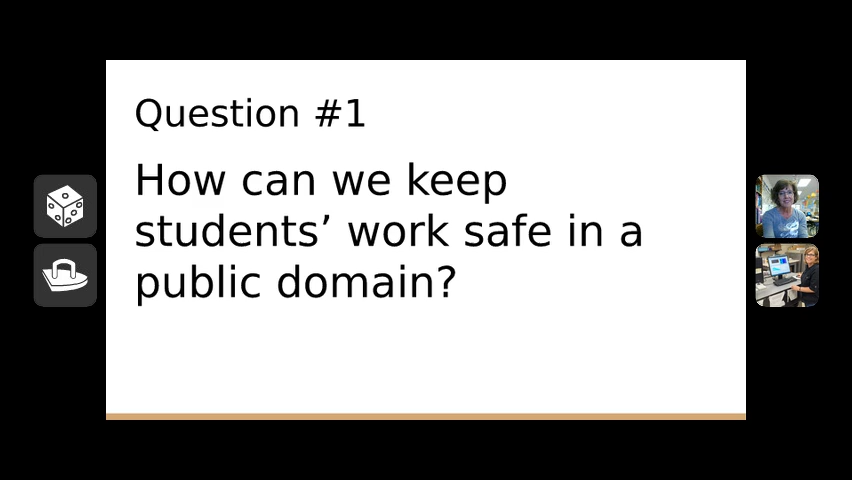 Question #1
How can we keep
students’ work safe in a
public domain?